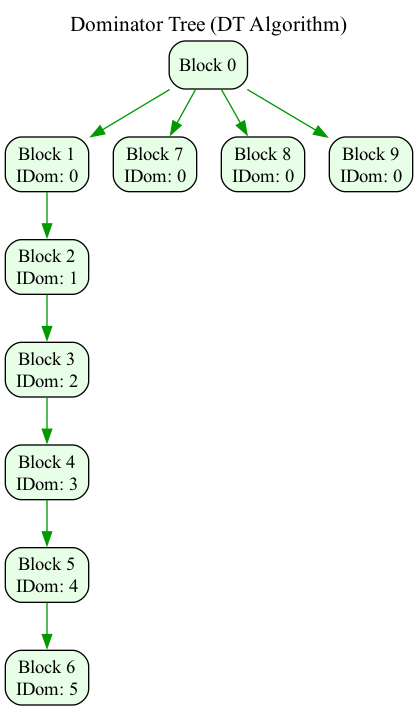 Dominator Tree (DT Algorithm)
Block 0
Block 1
IDom: 0
Block 7
IDom: 0
Block 8
IDom: 0
Block 9
IDom: 0
Block 2
IDom: 1
Block 3
IDom: 2
Block 4
IDom: 3
Block 5
IDom: 4
Block 6
IDom: 5